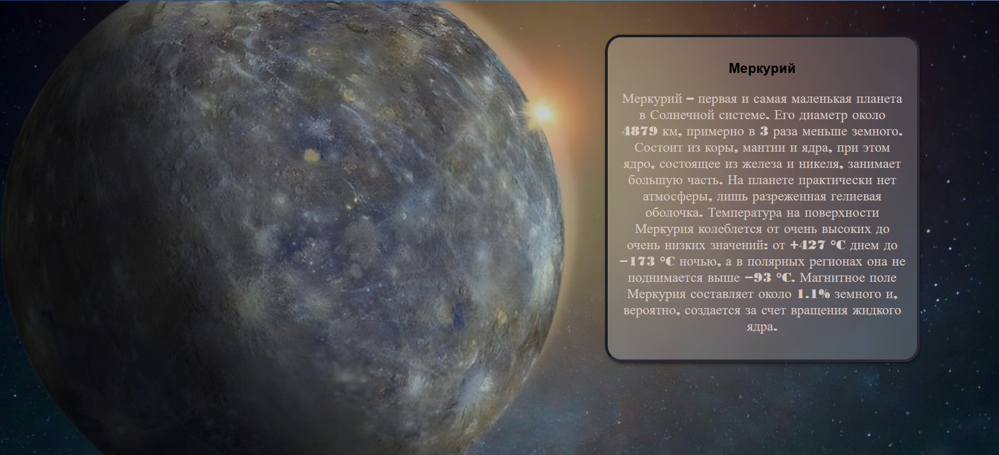 Меркурий
Меркурий – первая и самая маленькая планета
в Солнечной системе. Его диаметр около
4879 км, примерно в 3 раза меньше земного.
Состоит из коры, мантии и ядра, при этом
ядро, состоящее из железа и никеля, занимает
большую часть. На планете практически нет
атмосферы, лишь разреженная гелиевая
оболочка. Температура на поверхности
Меркурия колеблется от очень высоких до
очень низких значений: от +427 °C днем до
−173 °C ночью, а в полярных регионах она не
поднимается выше −93 °C. Магнитное поле
Меркурия составляет около 1.1% земного и,
вероятно, создается за счет вращения жидкого
ядра.